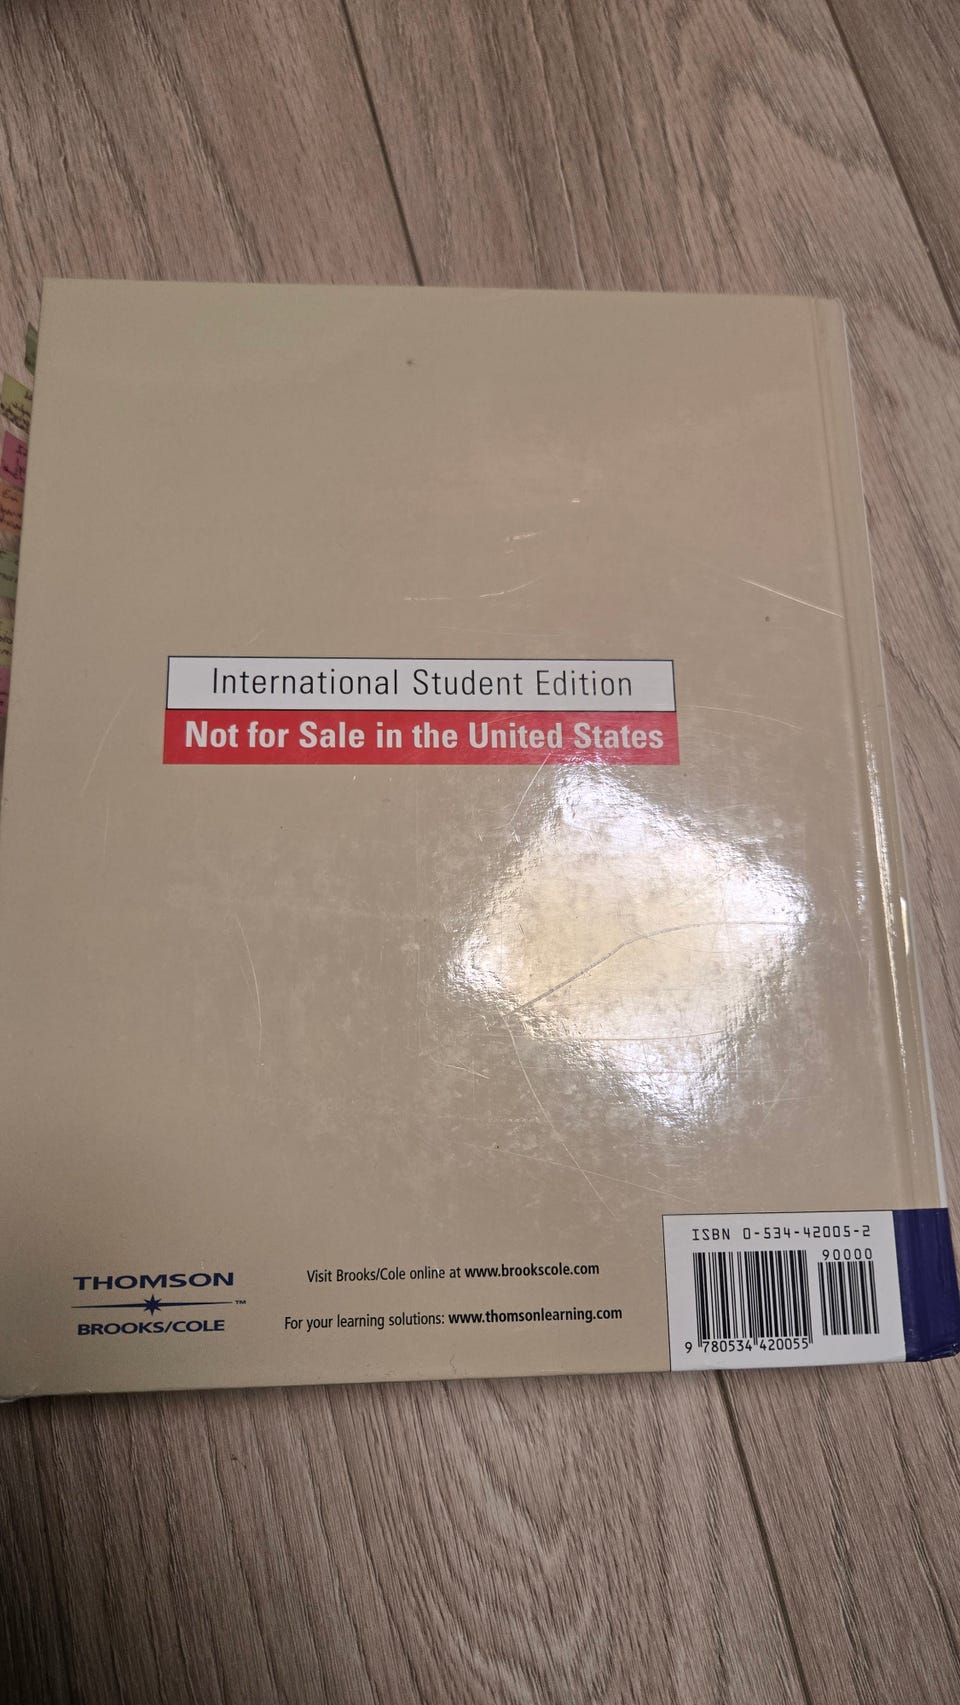 International Student Edition
Not for Sale in the United States
THOMSON
™
BROOKS/COLE
Visit Brooks/Cole online at www.brookscole.com
For your learning solutions: www.thomsonlearning.com
ISBN 0-534-42005-2
90000
9 780534 420055